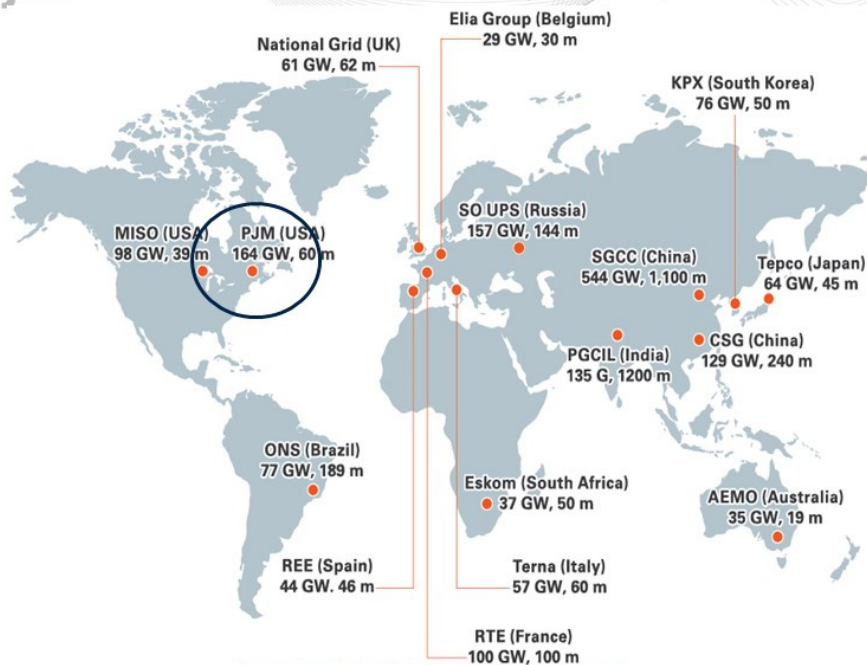 Elia Group (Belgium)
29 GW, 30 m
National Grid (UK)
61 GW, 62 m
KPX (South Korea)
76 GW, 50 m
MISO (USA)
98 GW, 39 m
PJM (USA)
164 GW, 60 m
SO UPS (Russia)
157 GW, 144 m
SGCC (China)
544 GW, 1,100 m
Tepco (Japan)
64 GW, 45 m
PGCIL (India)
135 G, 1200 m
CSG (China)
129 GW, 240 m
ONS (Brazil)
77 GW, 189 m
Eskom (South Africa)
37 GW, 50 m
AEMO (Australia)
35 GW, 19 m
REE (Spain)
44 GW. 46 m
Terna (Italy)
57 GW, 60 m
RTE (France)
100 GW, 100 m